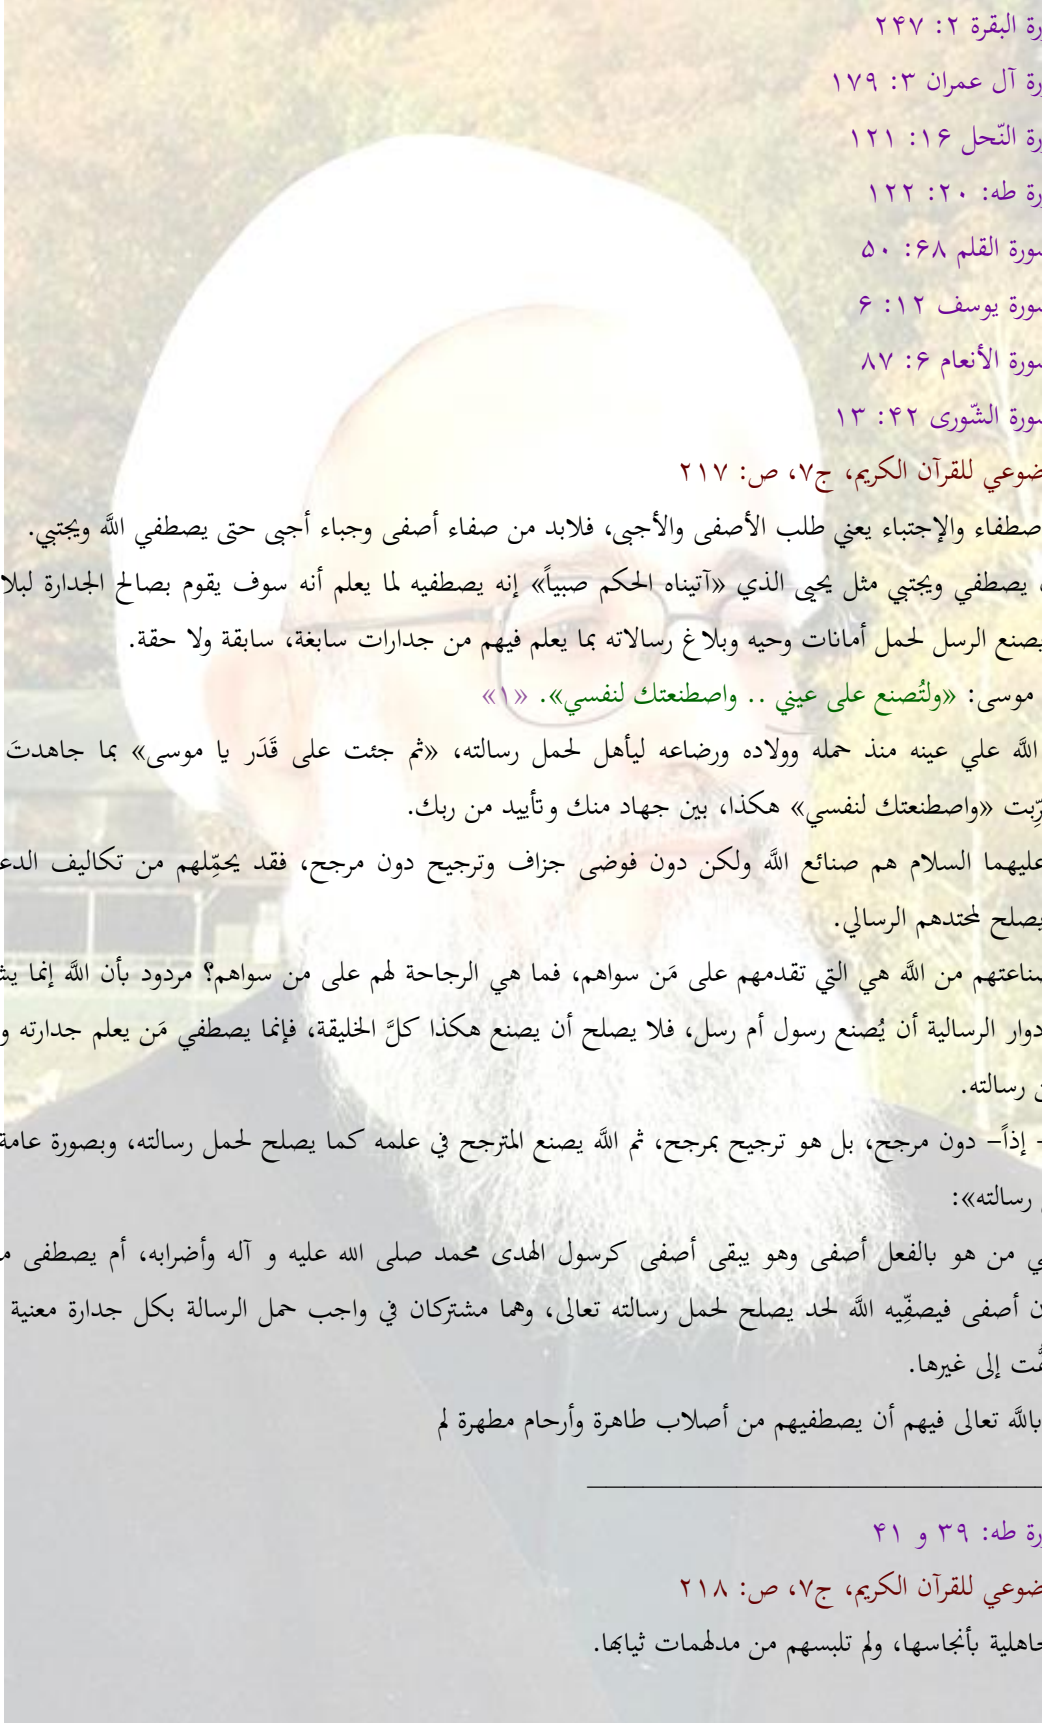 رة البقرة ٢: ٢۴٧
رة آل عمران ٣: ١٧٩
رة النّحل ١۶: ١٢١
رة طه: ٢٠: ١٢٢
سورة القلم ۶٨: ۵٠
سورة يوسف ١٢: ۶
سورة الأنعام ۶: ٨٧
سورة الشّورى ۴٢: ١٣
ضوعي للقرآن الكريم، ج٧، ص: ٢١٧
صطفاء والإجتباء يعني طلب الأصفى والأجبى، فلابد من صفاء أصفى وجباء أجبى حتى يصطفي اللَّه ويجتبي.
يصطفي ويجتبي مثل يحيى الذي «آتيناه الحكم صبياً» إنه يصطفيه لما يعلم أنه سوف يقوم بصالح الجدارة لبلا
يصنع الرسل لحمل أمانات وحيه وبلاغ رسالاته بما يعلم فيهم من جدارات سابغة، سابقة ولا حقة.
موسى: «ولتُصنع على عيني .. واصطنعتك لنفسي». «١»
اللَّه علي عينه منذ حمله وولاده ورضاعه ليأهل لحمل رسالته، «ثم جئت على قَدَر يا موسى» بما جاهدتَ
رِّبت «واصطنعتك لنفسي» هكذا، بين جهاد منك وتأييد من ربك.
عليهما السلام هم صنائع اللَّه ولكن دون فوضى جزاف وترجيح دون مرجح، فقد يحمِّلهم من تكاليف الدع
يصلح لمحتدهم الرسالي.
صناعتهم من اللَّه هي التي تقدمهم على مَن سواهم، فما هي الرجاحة لهم على من سواهم؟ مردود بأن اللَّه إنما يش
دوار الرسالية أن يُصنع رسول أم رسل، فلا يصلح أن يصنع هكذا كلَّ الخليقة، فإنما يصطفي مَن يعلم جدارته و
ن رسالته.
- إذاً- دون مرجح، بل هو ترجيح بمرجح، ثم اللَّه يصنع المترجح في علمه كما يصلح لحمل رسالته، وبصورة عامة
رسالته»:
ي من هو بالفعل أصفى وهو يبقى أصفى كرسول الهدى محمد صلى الله عليه و آله وأضرابه، أم يصطفى م
ن أصفى فيصفِّيه اللَّه لحد يصلح لحمل رسالته تعالى، وهما مشتركان في واجب حمل الرسالة بكل جدارة معنية
فُّت إلى غيرها.
باللَّه تعالى فيهم أن يصطفيهم من أصلاب طاهرة وأرحام مطهرة لم
رة طه: ٣٩ و ۴١
ضوعي للقرآن الكريم، ج٧، ص: ٢١٨
جاهلية بأنجاسها، ولم تلبسهم من مدلهمات ثيابها.